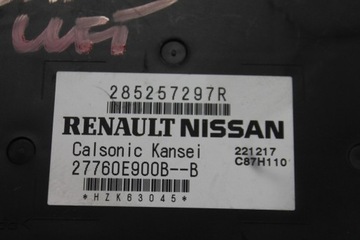 285257297R
RENAULT NISSAN
Calsonic Kansei
221217
27760E900B--B
C87H110
*HZK63045*